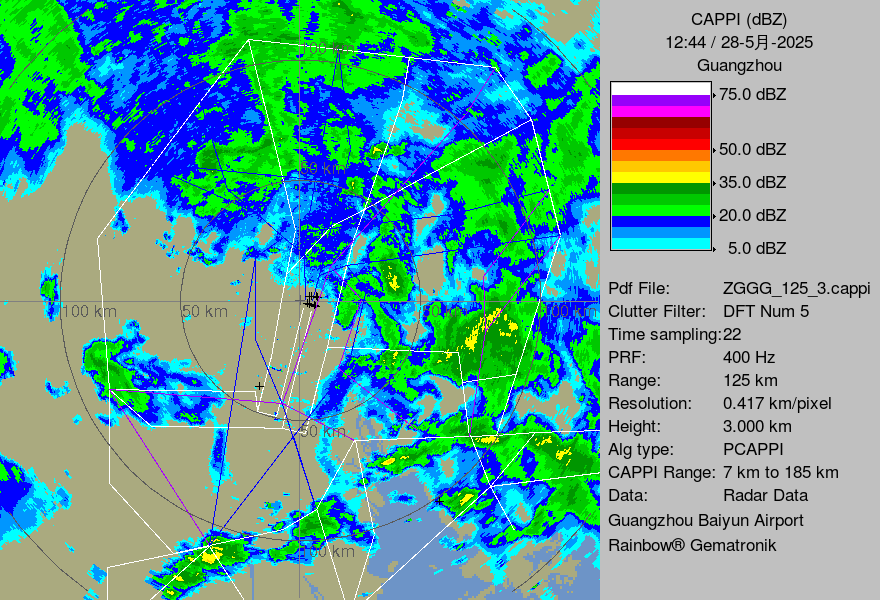 CAPPI (dBZ)
12:44 / 28-5月-2025
Guangzhou
75.0 dBZ
50.0 dBZ
35.0 dBZ
20.0 dBZ
5.0 dBZ
Pdf File: ZGGG_125_3.cappi
Clutter Filter: DFT Num 5
Time sampling:22
PRF: 400 Hz
Range: 125 km
Resolution: 0.417 km/pixel
Height: 3.000 km
Alg type: PCAPPI
CAPPI Range: 7 km to 185 km
Data: Radar Data
Guangzhou Baiyun Airport
Rainbow® Gematronik
100 km
50 km
100 km
50 km
50 km
100 km
50 km
100 km